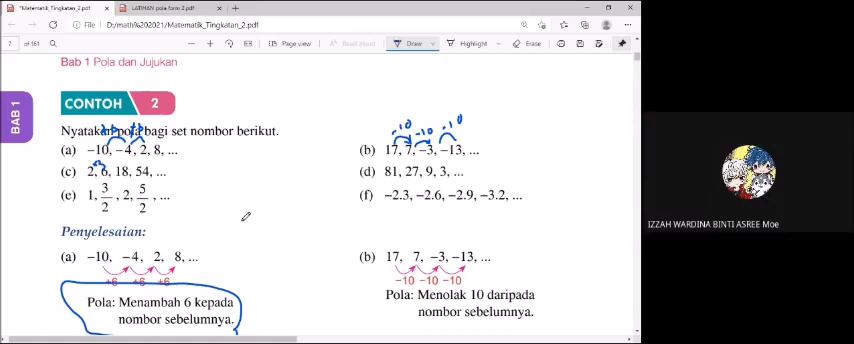 *Matematik_Tingkatan_2.pdf
LATIHAN pola form 2.pdf
File
D:/math%202021/Matematik_Tingkatan_2.pdf
7
of 161
Page view
Read aloud
Draw
Highlight
Erase
Bab 1 Pola dan Jujukan
BAB 1
CONTOH 2
Nyatakan pola bagi set nombor berikut.
(a) −10, −4, 2, 8, ...
(b) 17, 7, −3, −13, ...
-10 -10 -10
(c) 2, 6, 18, 54, ...
(d) 81, 27, 9, 3, ...
(e) 1, 3/2, 2, 5/2, ...
(f) −2.3, −2.6, −2.9, −3.2, ...
Penyelesaian:
(a) −10, −4, 2, 8, ...
+6 +6 +6
Pola: Menambah 6 kepada
nombor sebelumnya.
(b) 17, 7, −3, −13, ...
−10 −10 −10
Pola: Menolak 10 daripada
nombor sebelumnya.
IZZAH WARDINA BINTI ASREE Moe